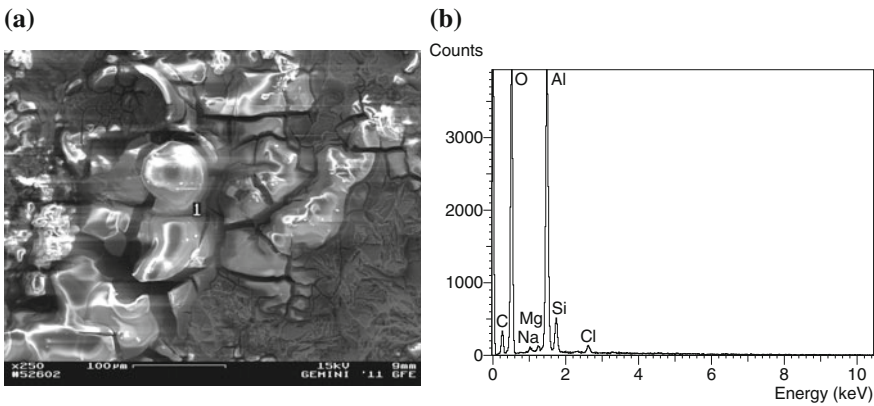 (a)
1
×250 100µm 15kV 9mm
#52602 GEMINI '11 GFE
(b)
Counts
O Al
3000
2000
1000
C Mg Si
Na Cl
0
0 2 4 6 8 10
Energy (keV)